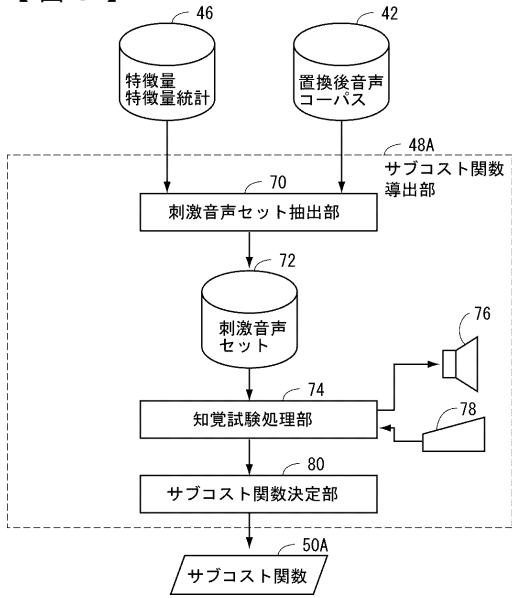 46
42
特徴量
特徴量統計
置換後音声
コーパス
48A
サブコスト関数
導出部
70
刺激音声セット抽出部
72
刺激音声
セット
76
74
知覚試験処理部
78
80
サブコスト関数決定部
50A
サブコスト関数